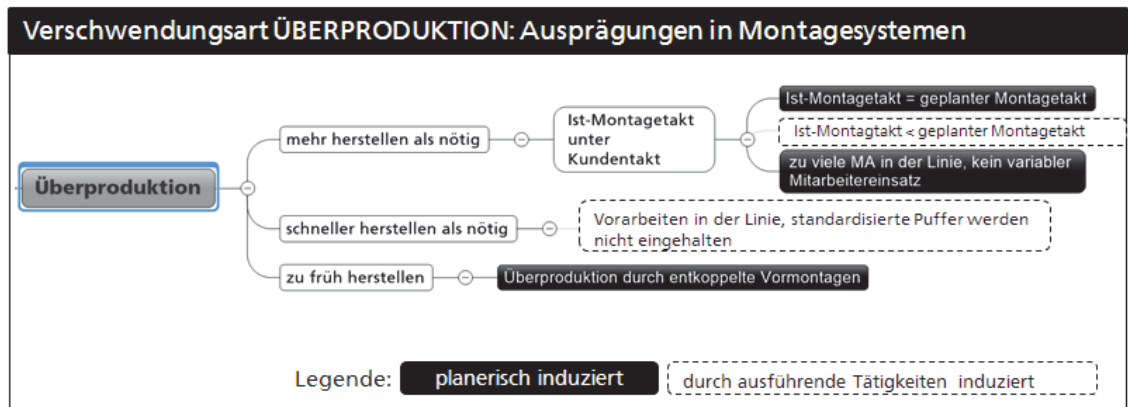 Verschwendungsart ÜBERPRODUKTION: Ausprägungen in Montagesystemen
Überproduktion
mehr herstellen als nötig
Ist-Montagetakt
unter
Kundentakt
Ist-Montagetakt = geplanter Montagetakt
Ist-Montagtakt < geplanter Montagetakt
zu viele MA in der Linie, kein variabler
Mitarbeitereinsatz
schneller herstellen als nötig
Vorarbeiten in der Linie, standardisierte Puffer werden
nicht eingehalten
zu früh herstellen
Überproduktion durch entkoppelte Vormontagen
Legende:
planerisch induziert
durch ausführende Tätigkeiten induziert